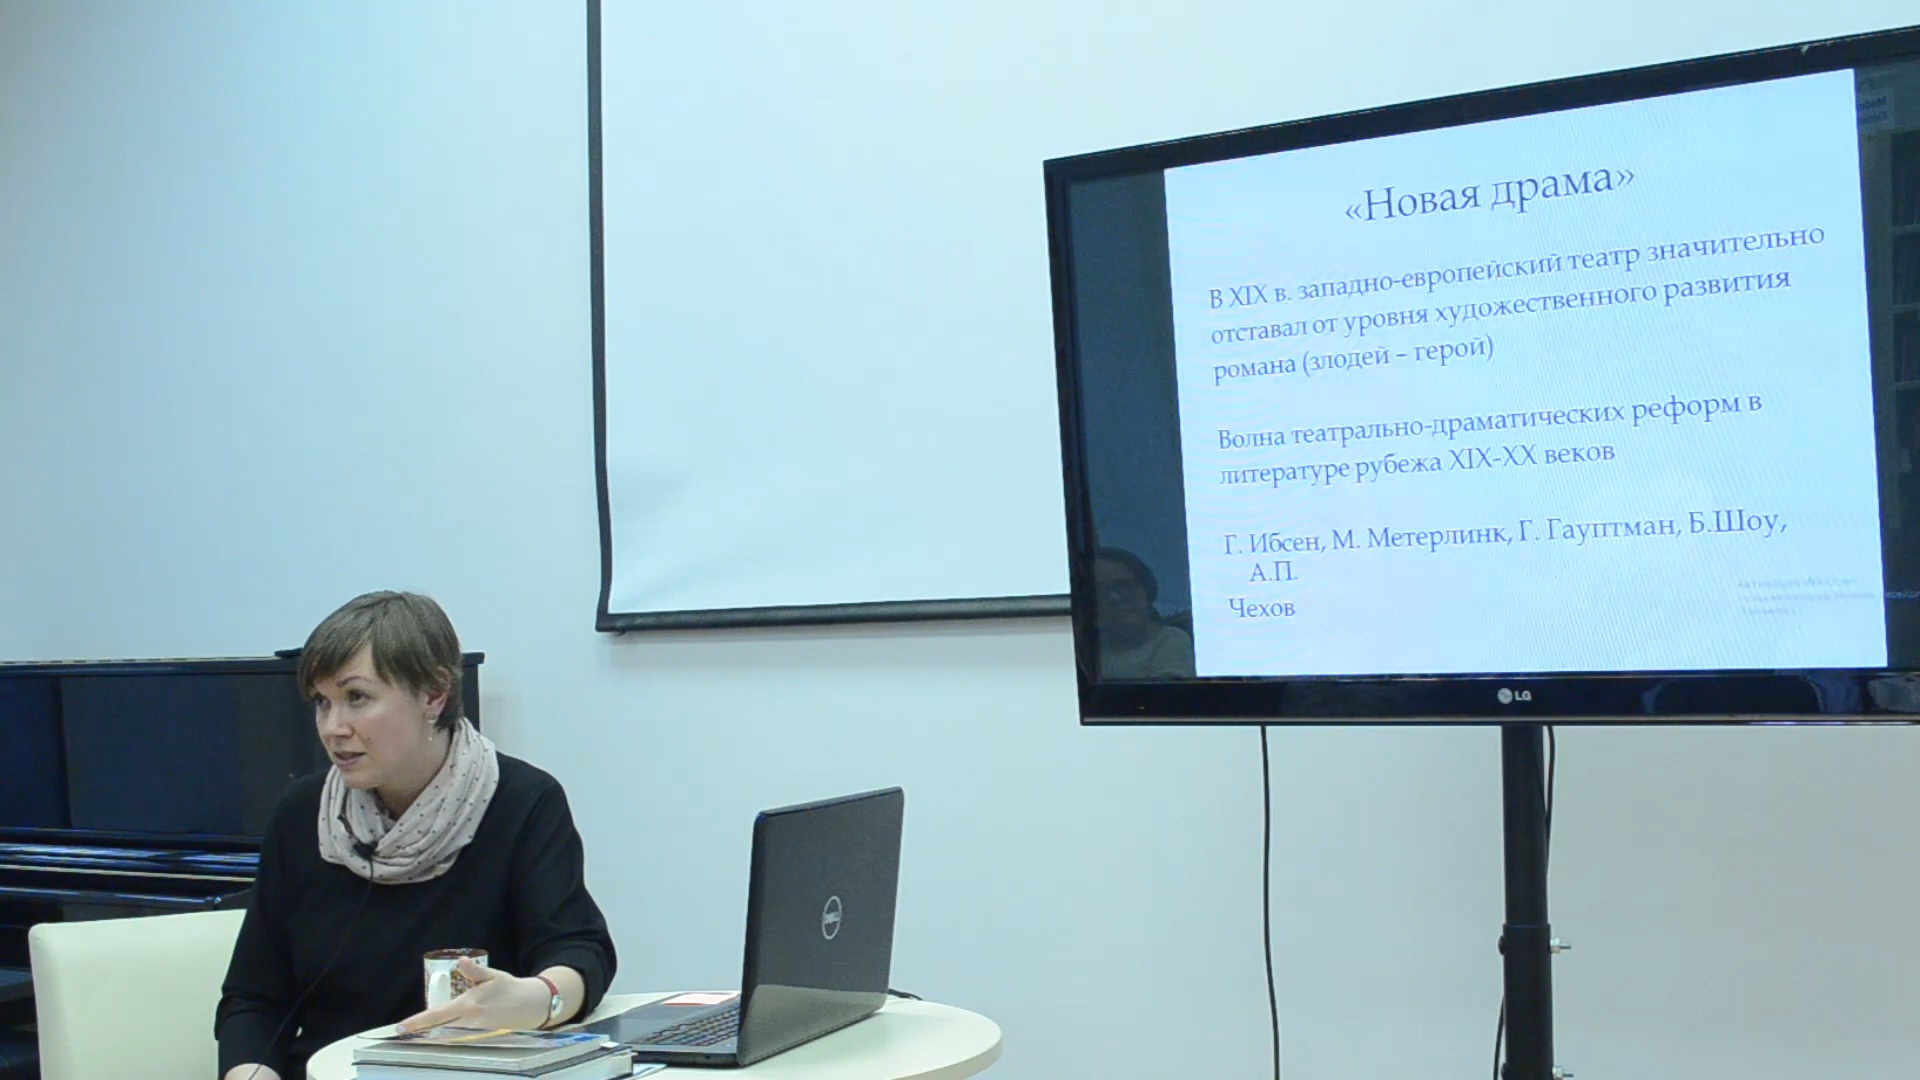 «Новая драма»
В XIX в. западно-европейский театр значительно
отставал от уровня художественного развития
романа (злодей – герой)
Волна театрально-драматических реформ в
литературе рубежа XIX-XX веков
Г. Ибсен, М. Метерлинк, Г. Гауптман, Б.Шоу,
А.П.
Чехов
LG
DELL